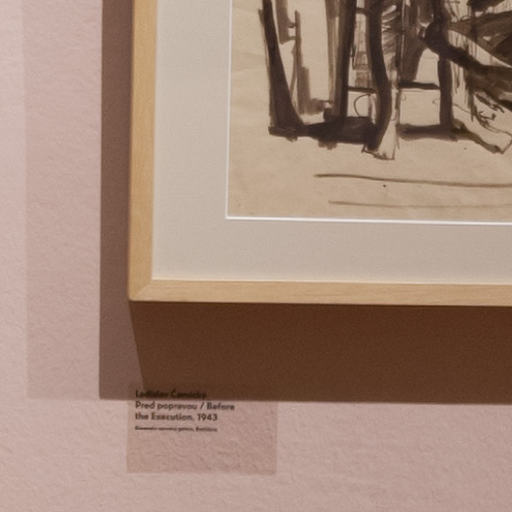 Ladislav Čemický
Pred popravou / Before
the Execution, 1943